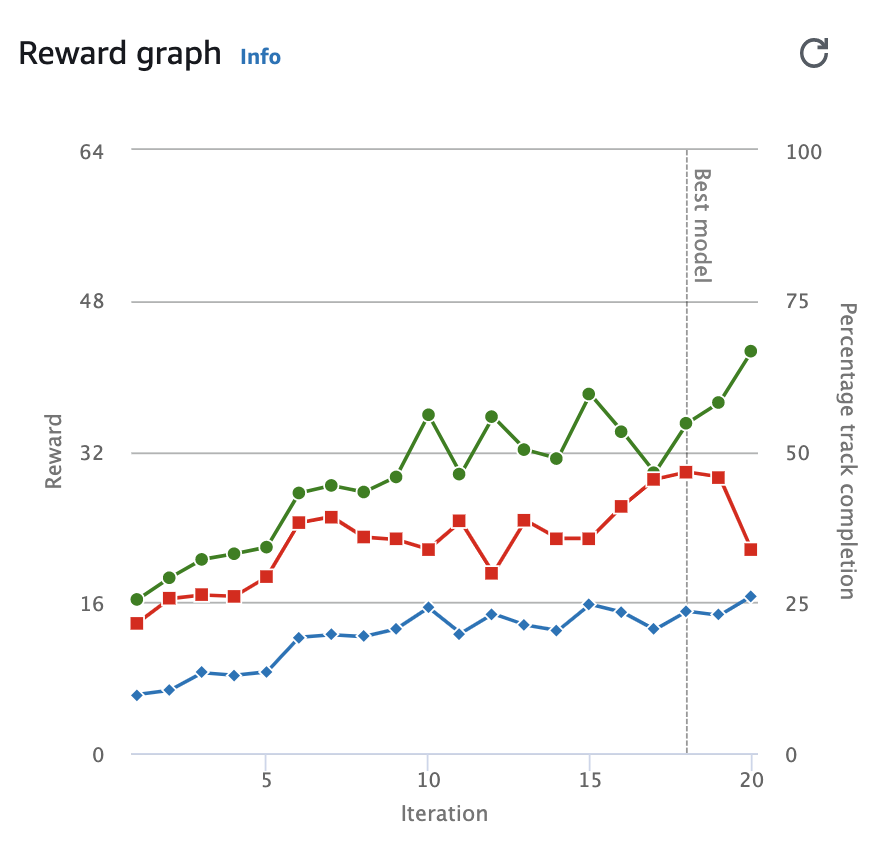 Reward graph Info
64
48
32
16
0
Reward
100
75
50
25
0
Percentage track completion
Best model
5 10 15 20
Iteration